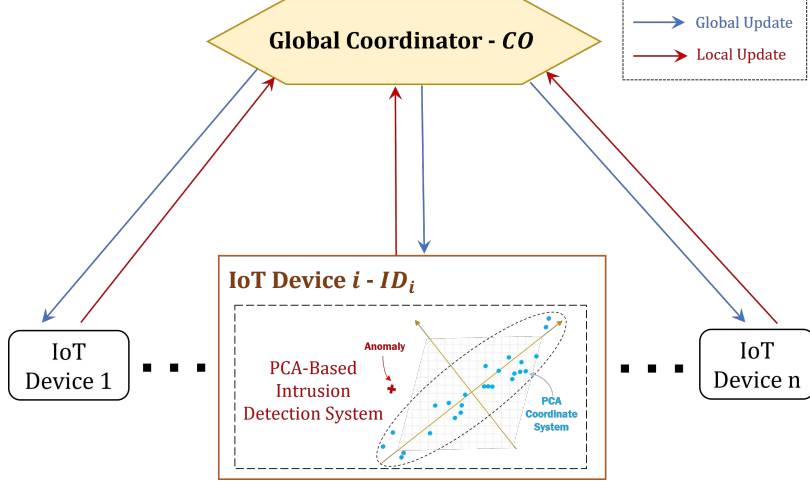 Global Coordinator - CO
Global Update
Local Update
IoT Device i - IDᵢ
IoT
Device 1
PCA-Based
Intrusion
Detection System
Anomaly
PCA
Coordinate
System
IoT
Device n